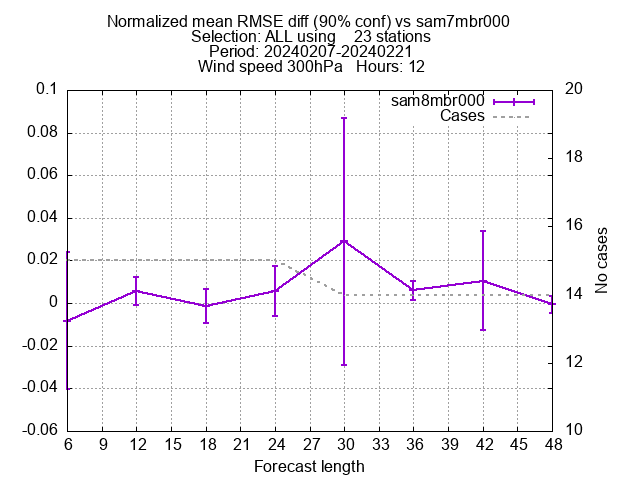 Normalized mean RMSE diff (90% conf) vs sam7mbr000
Selection: ALL using    23 stations
Period: 20240207-20240221
Wind speed 300hPa   Hours: 12
0.1
0.08
0.06
0.04
0.02
0
-0.02
-0.04
-0.06
20
18
16
14
12
10
sam8mbr000
Cases
No cases
6 9 12 15 18 21 24 27 30 33 36 39 42 45 48
Forecast length